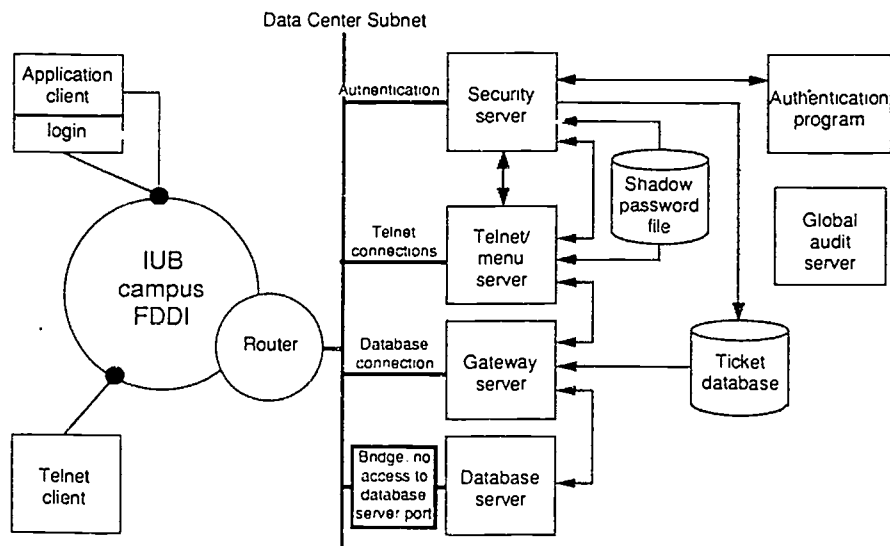 Data Center Subnet
Application
client
login
Authentication
Security
server
Authentication
program
Shadow
password
file
Global
audit
server
Telnet
connections
Telnet/
menu
server
IUB
campus
FDDI
Router
Database
connection
Gateway
server
Ticket
database
Telnet
client
Bridge. no
access to
database
server port
Database
server